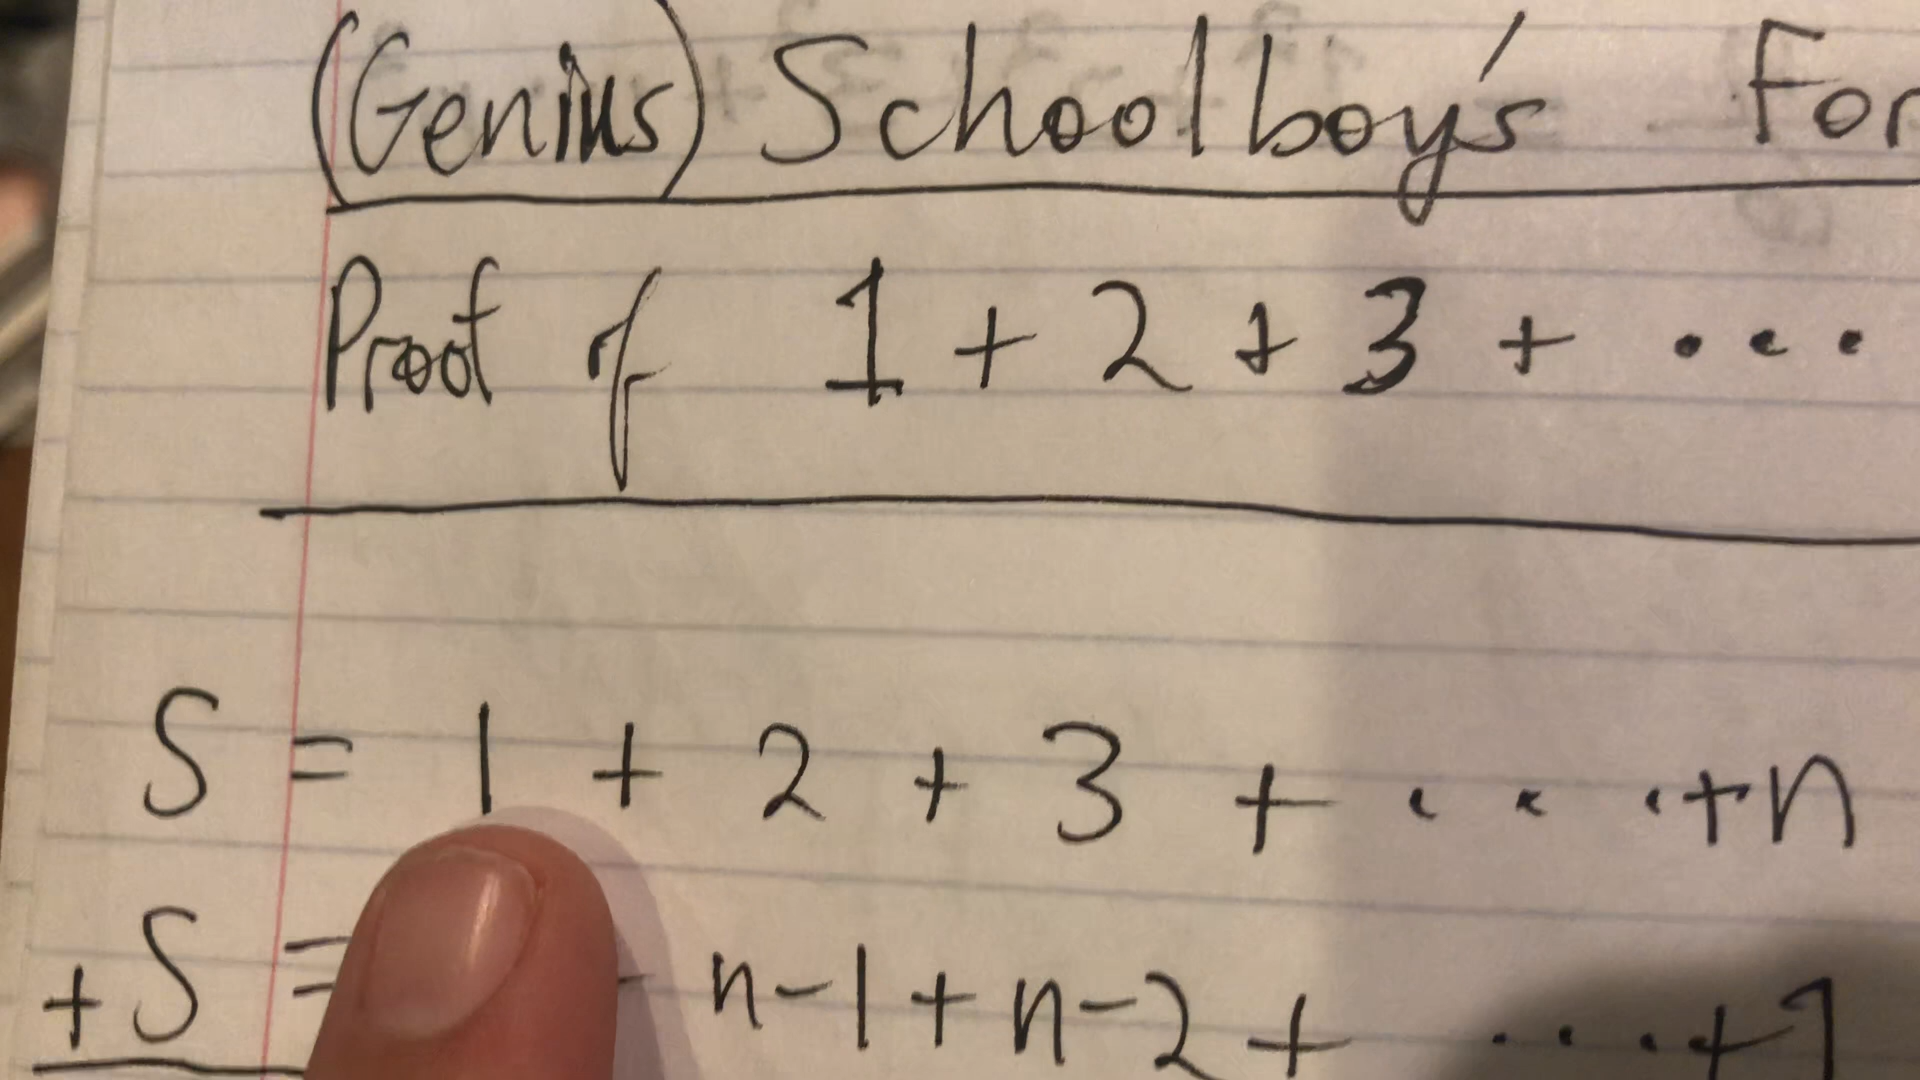 (Genius) Schoolboy's For
Proof of 1 + 2 + 3 + ...
S = 1 + 2 + 3 + ... + n
+ S = n-1 + n-2 + ... + 1